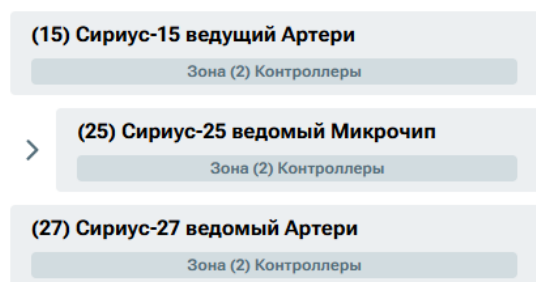 (15) Сириус-15 ведущий Артери
Зона (2) Контроллеры
(25) Сириус-25 ведомый Микрочип
Зона (2) Контроллеры
(27) Сириус-27 ведомый Артери
Зона (2) Контроллеры